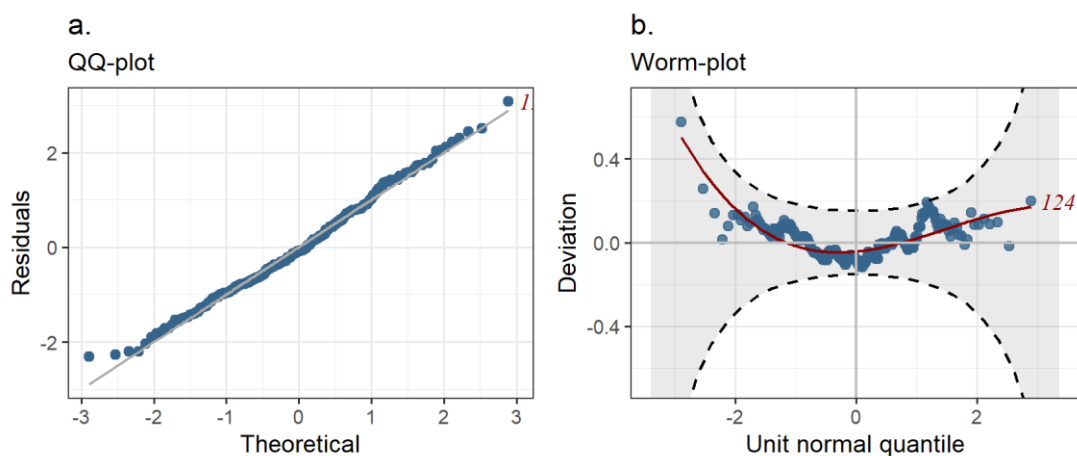 a.
QQ-plot
Residuals
2
0
-2
-3
-2
-1
0
1
2
3
Theoretical
b.
Worm-plot
Deviation
0.4
0.0
-0.4
124
-2
0
2
Unit normal quantile